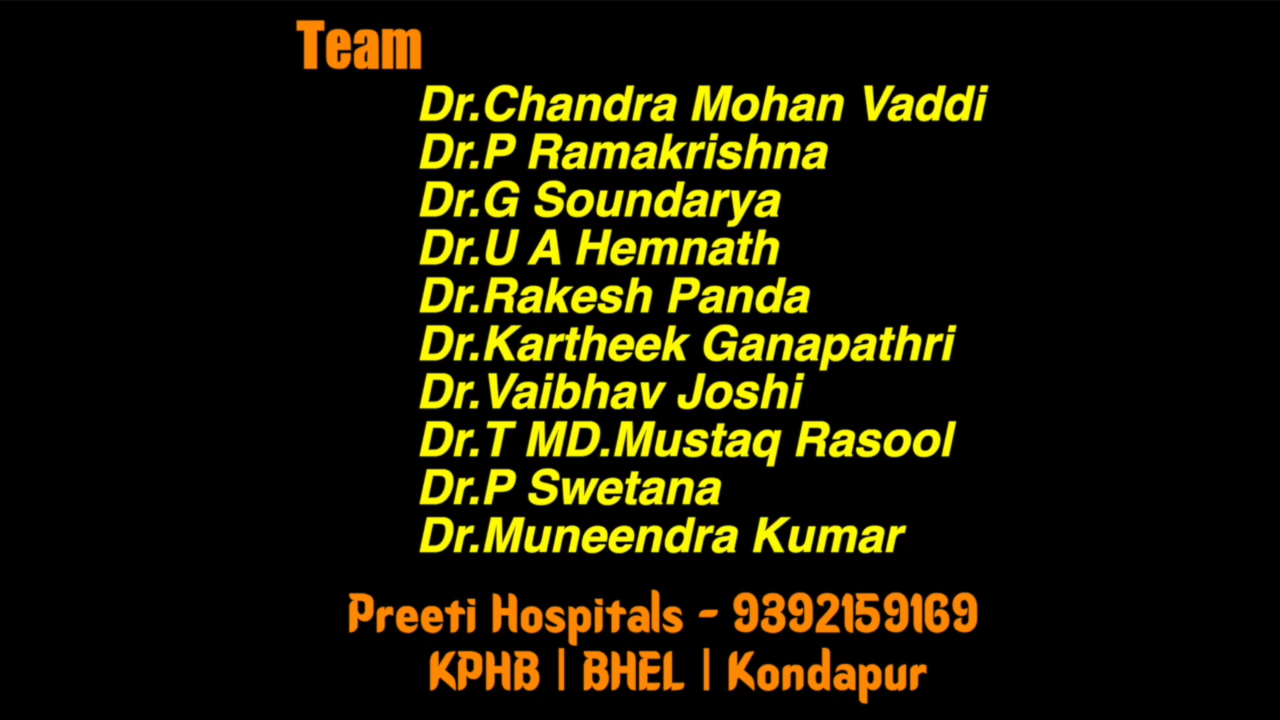 Team
Dr.Chandra Mohan Vaddi
Dr.P Ramakrishna
Dr.G Soundarya
Dr.U A Hemnath
Dr.Rakesh Panda
Dr.Kartheek Ganapathri
Dr.Vaibhav Joshi
Dr.T MD.Mustaq Rasool
Dr.P Swetana
Dr.Muneendra Kumar
Preeti Hospitals - 9392159169
KPHB | BHEL | Kondapur